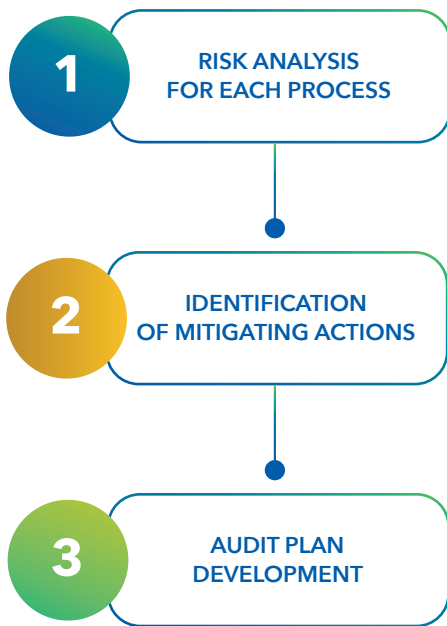 1
RISK ANALYSIS
FOR EACH PROCESS
2
IDENTIFICATION
OF MITIGATING ACTIONS
3
AUDIT PLAN
DEVELOPMENT